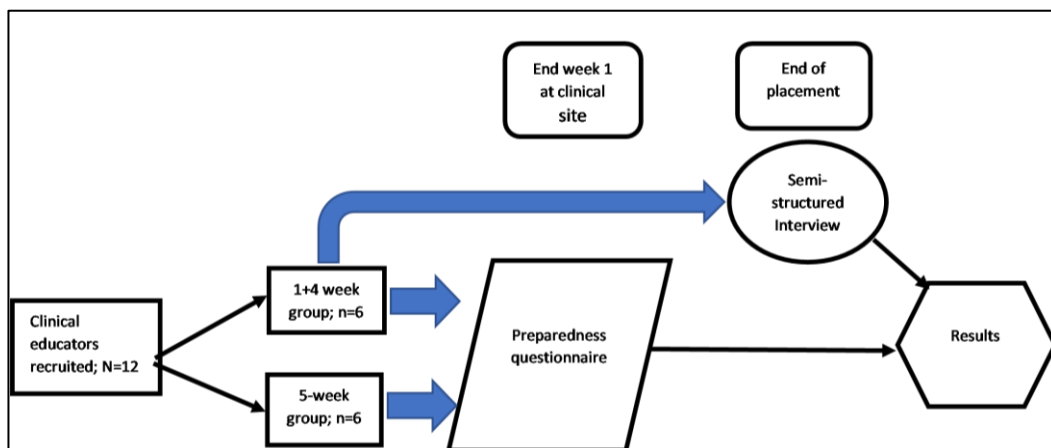 End week 1
at clinical
site
End of
placement
Semi-
structured
Interview
1+4 week
group; n=6
Clinical
educators
recruited; N=12
Preparedness
questionnaire
Results
5-week
group; n=6